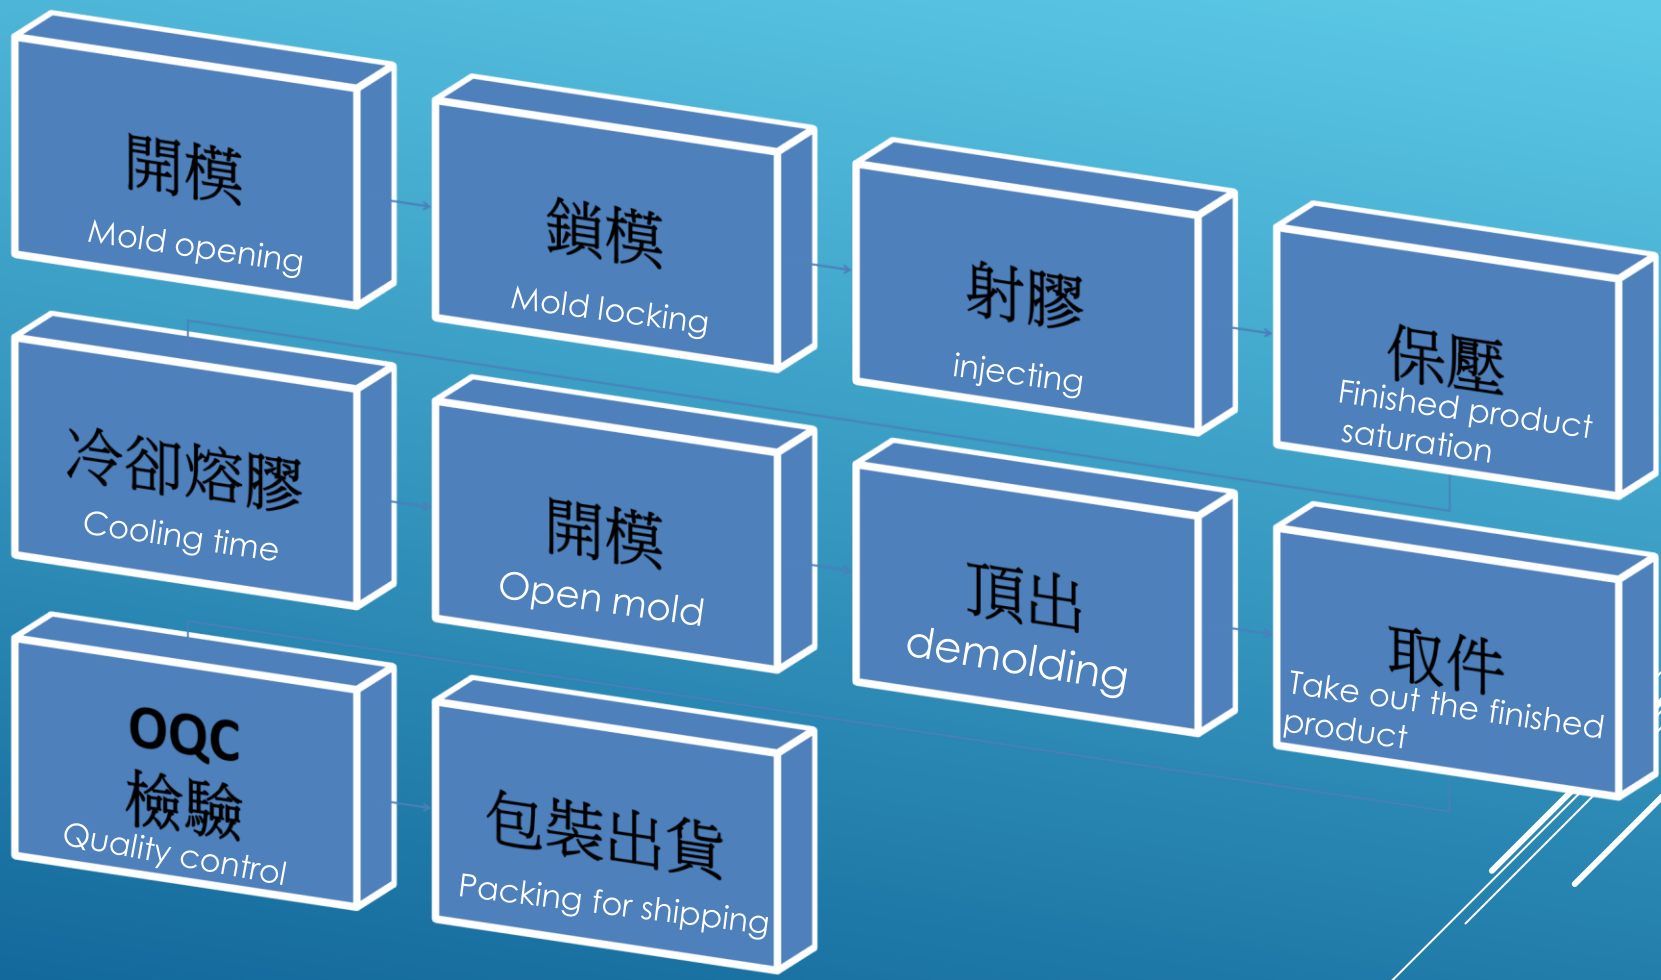 開模
Mold opening
鎖模
Mold locking
射膠
injecting
保壓
Finished product
saturation
冷卻熔膠
Cooling time
開模
Open mold
頂出
demolding
取件
Take out the finished
product
OQC
檢驗
Quality control
包裝出貨
Packing for shipping